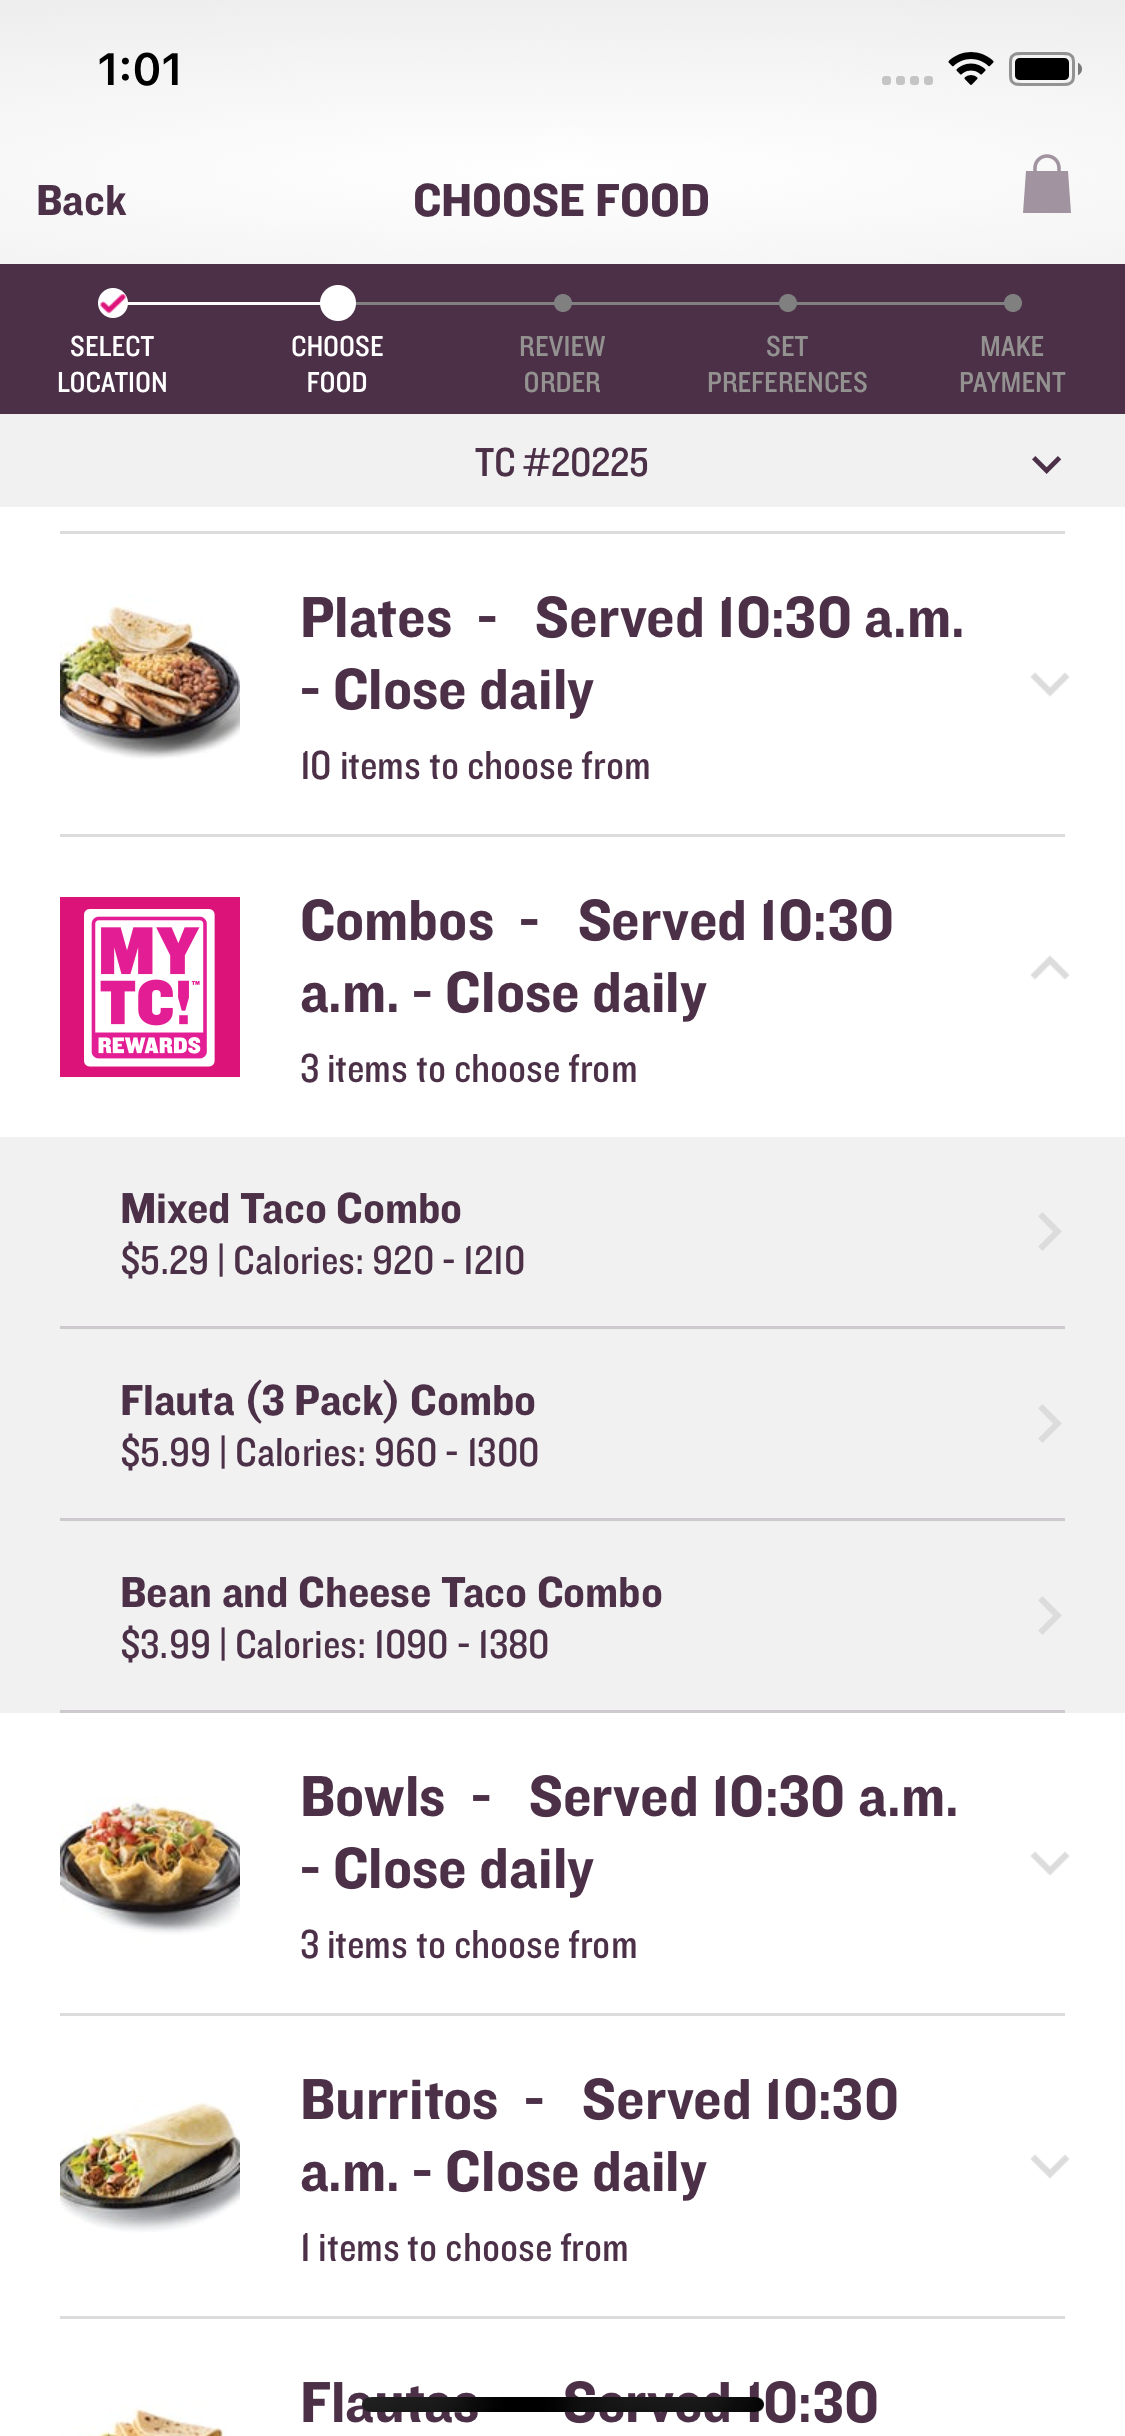 1:01
Back
CHOOSE FOOD
SELECT LOCATION
CHOOSE FOOD
REVIEW ORDER
SET PREFERENCES
MAKE PAYMENT
TC #20225
Plates - Served 10:30 a.m.
- Close daily
10 items to choose from
MY
TC!™
REWARDS
Combos - Served 10:30
a.m. - Close daily
3 items to choose from
Mixed Taco Combo
$5.29 | Calories: 920 - 1210
Flauta (3 Pack) Combo
$5.99 | Calories: 960 - 1300
Bean and Cheese Taco Combo
$3.99 | Calories: 1090 - 1380
Bowls - Served 10:30 a.m.
- Close daily
3 items to choose from
Burritos - Served 10:30
a.m. - Close daily
1 items to choose from
Flautas Served 10:30